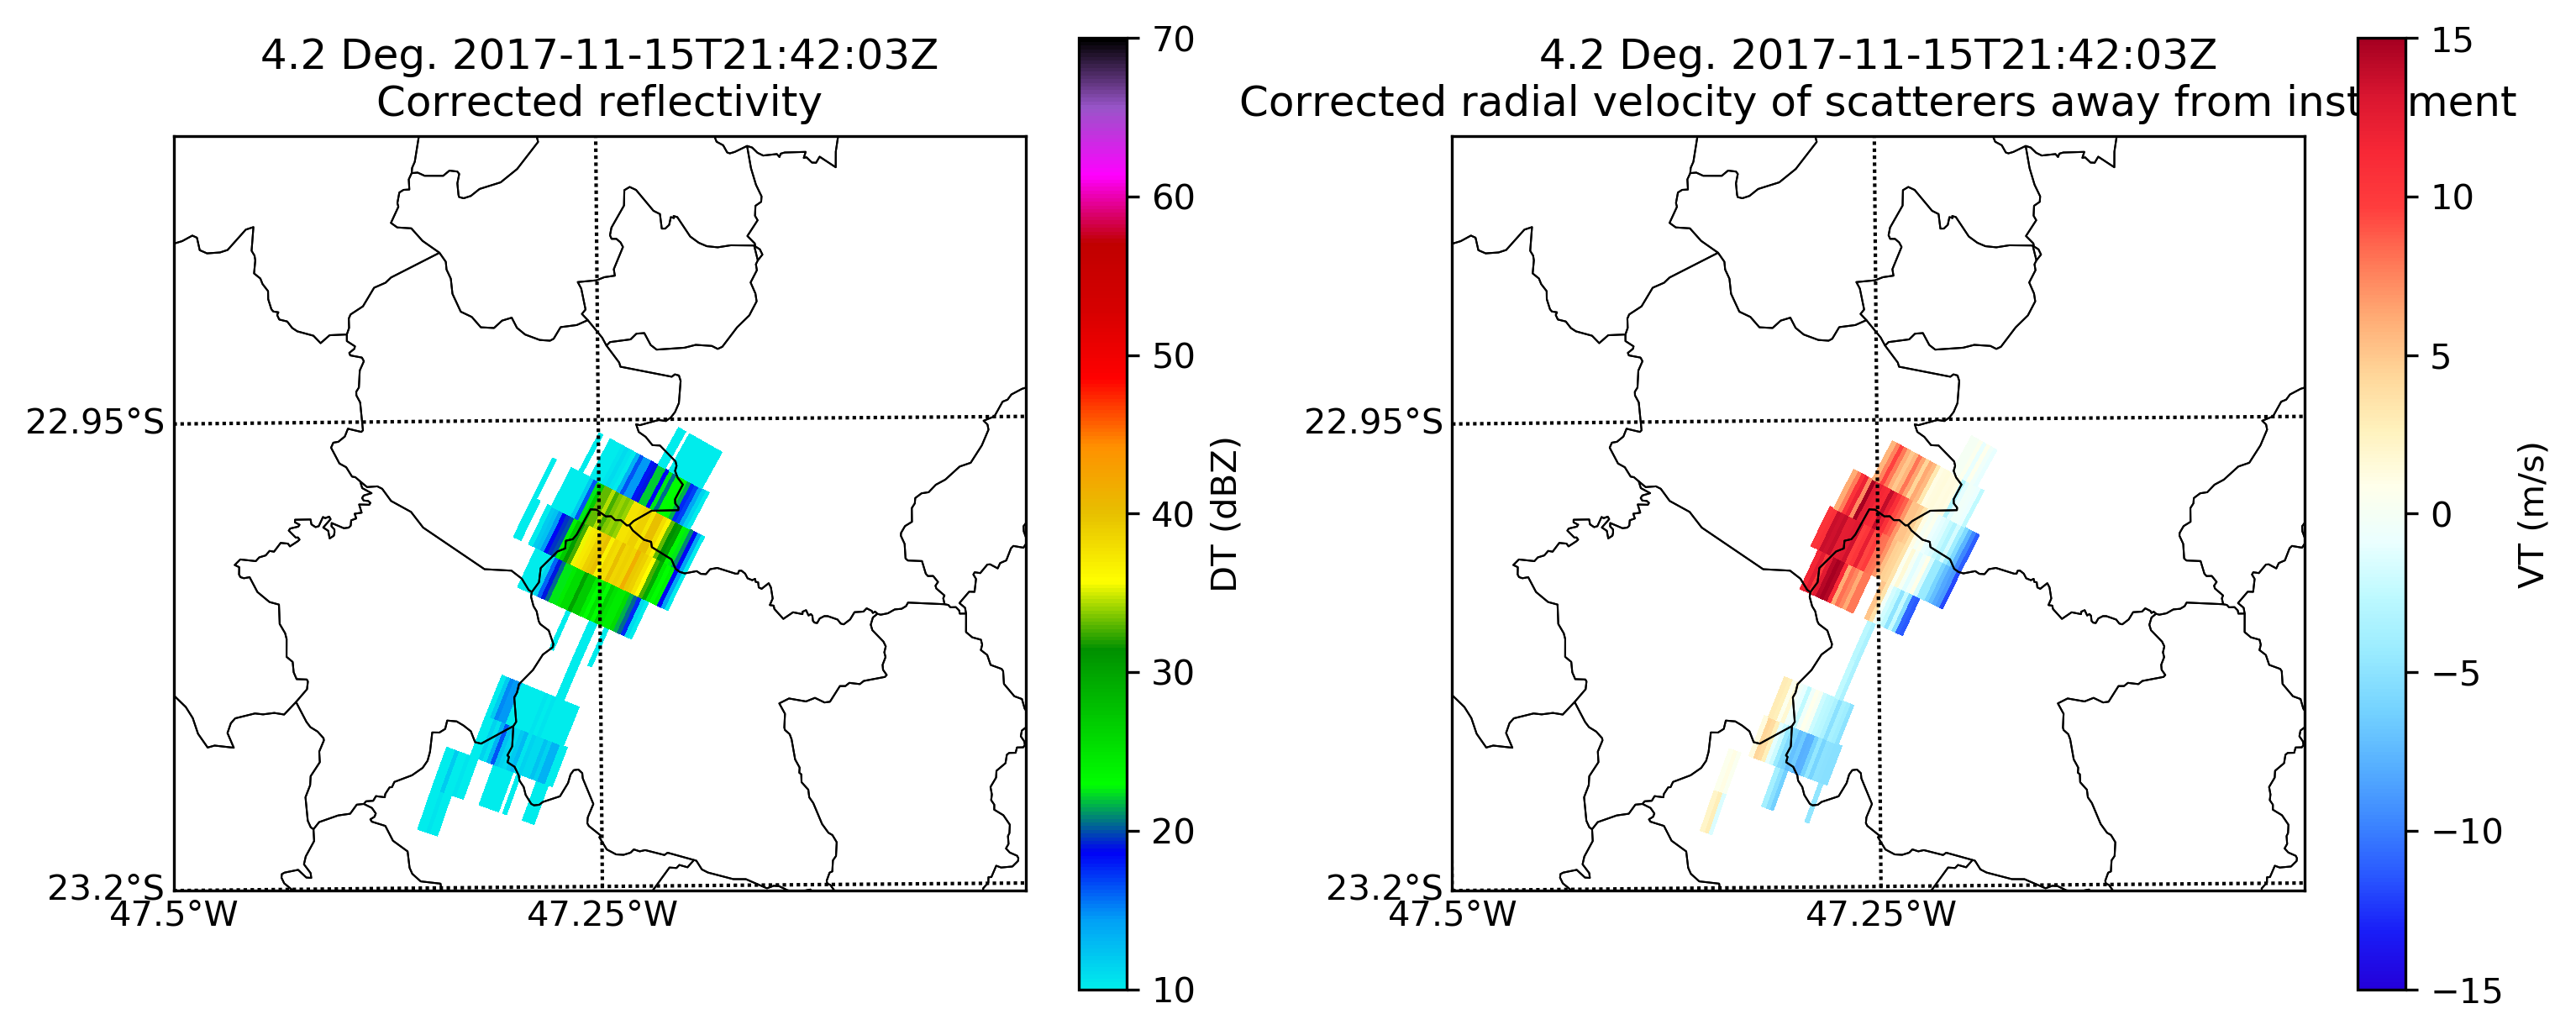 4.2 Deg. 2017-11-15T21:42:03Z
Corrected reflectivity
22.95°S
23.2°S
47.5°W
47.25°W
70
60
50
40
30
20
10
DT (dBZ)
4.2 Deg. 2017-11-15T21:42:03Z
Corrected radial velocity of scatterers away from inst ment
22.95°S
23.2°S
47.5°W
47.25°W
15
10
5
0
−5
−10
−15
VT (m/s)